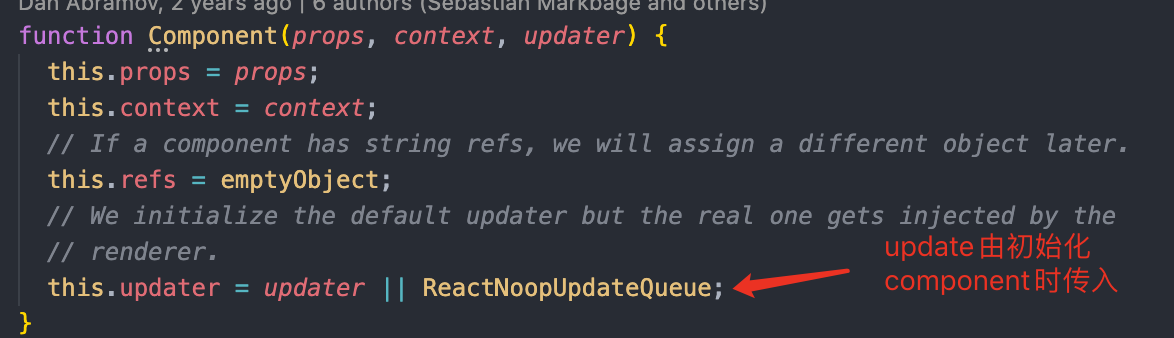 Dan Abramov, 2 years ago | 6 authors (Sebastian Markbage and others)
function Component(props, context, updater) {
this.props = props;
this.context = context;
// If a component has string refs, we will assign a different object later.
this.refs = emptyObject;
// We initialize the default updater but the real one gets injected by the
// renderer.
this.updater = updater || ReactNoopUpdateQueue;
}
update由初始化
component时传入